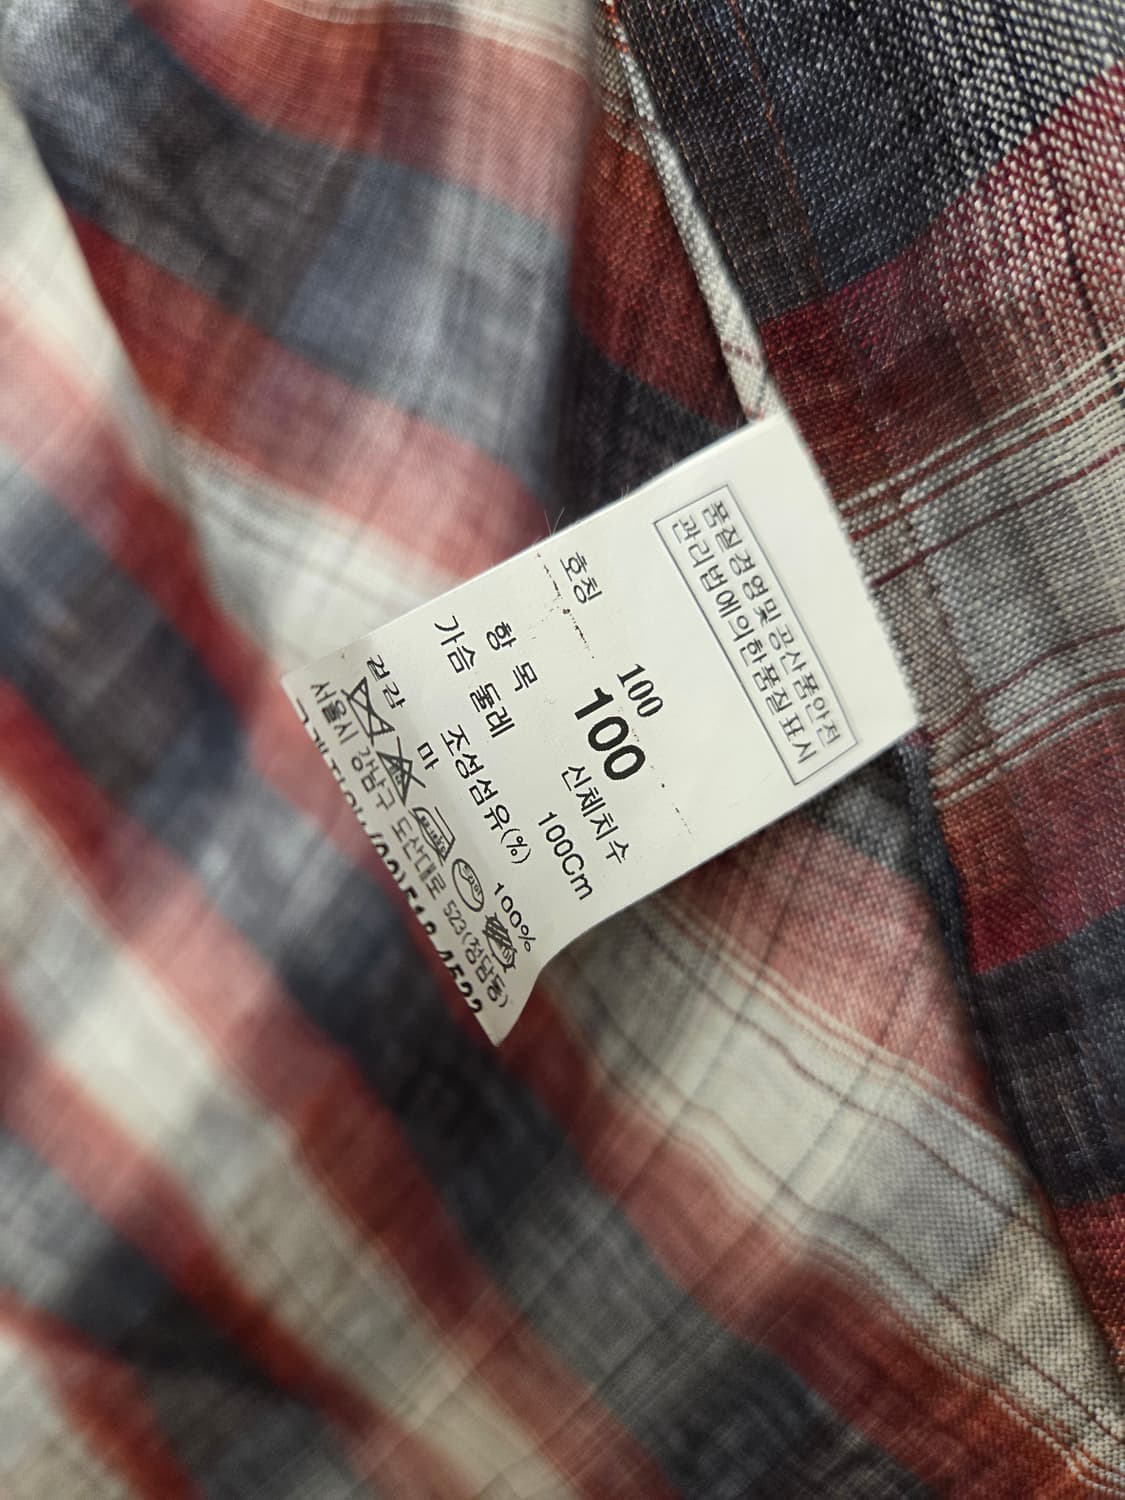 품질경영및 공산품안전
관리법에의한품질표시
호칭 100
100
항 목 신체치수
가슴 둘레 100Cm
조성섬유(%)
겉감 마 100%
서울시 강남구 도산대로 523(청담동)